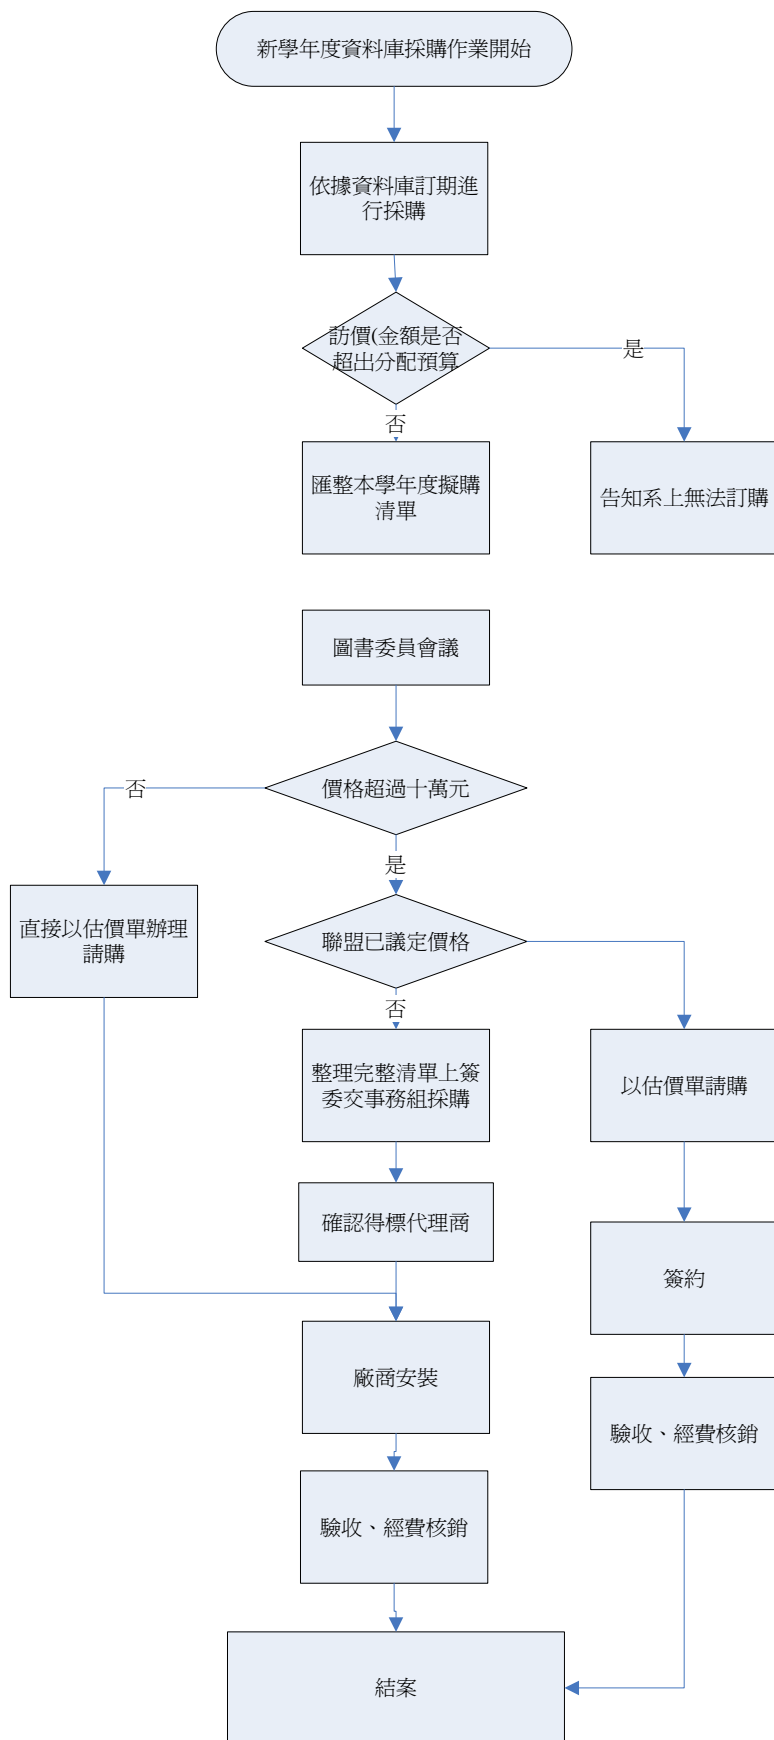 新學年度資料庫採購作業開始
依據資料庫訂期進
行採購
訪價(金額是否
超出分配預算
是
否
匯整本學年度擬購
清單
告知系上無法訂購
圖書委員會議
價格超過十萬元
否
是
直接以估價單辦理
請購
聯盟已議定價格
否
整理完整清單上簽
委交事務組採購
以估價單請購
確認得標代理商
簽約
廠商安裝
驗收、經費核銷
驗收、經費核銷
結案